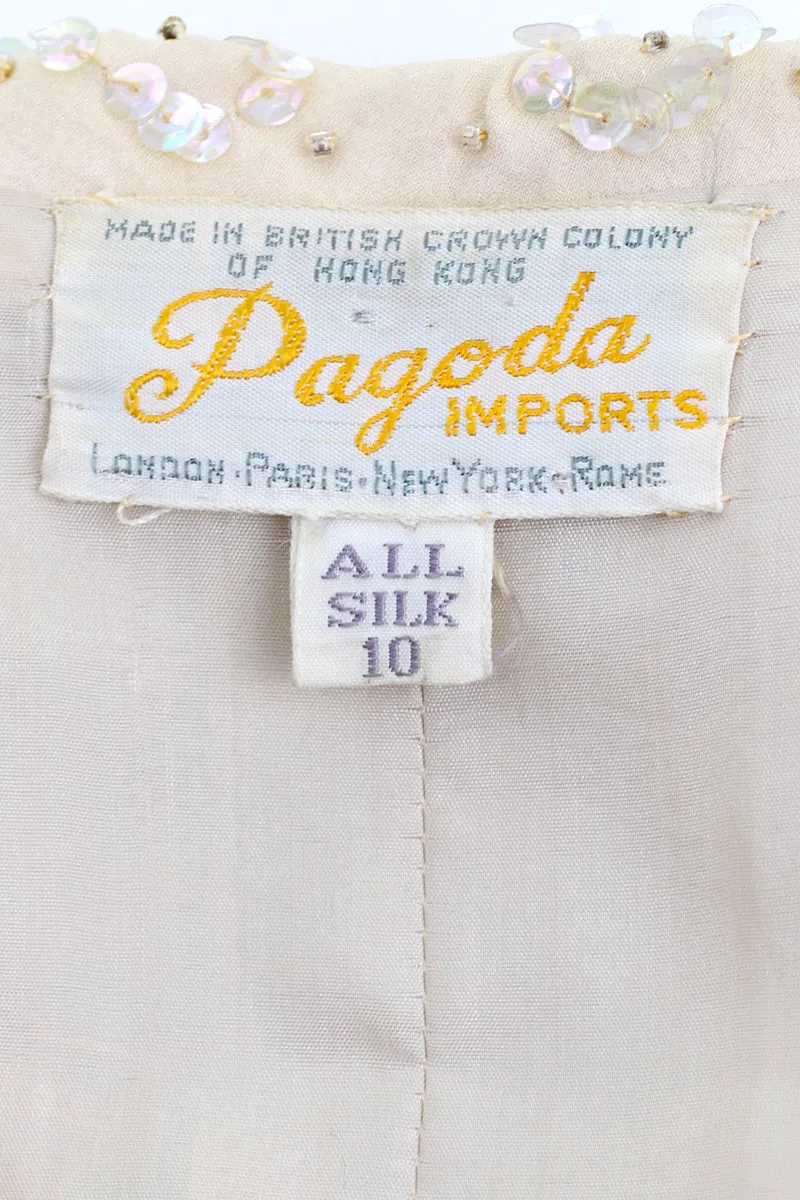 MADE IN BRITISH CROWN COLONY
OF HONG KONG
Pagoda
IMPORTS
LONDON · PARIS · NEW YORK · ROME
ALL
SILK
10